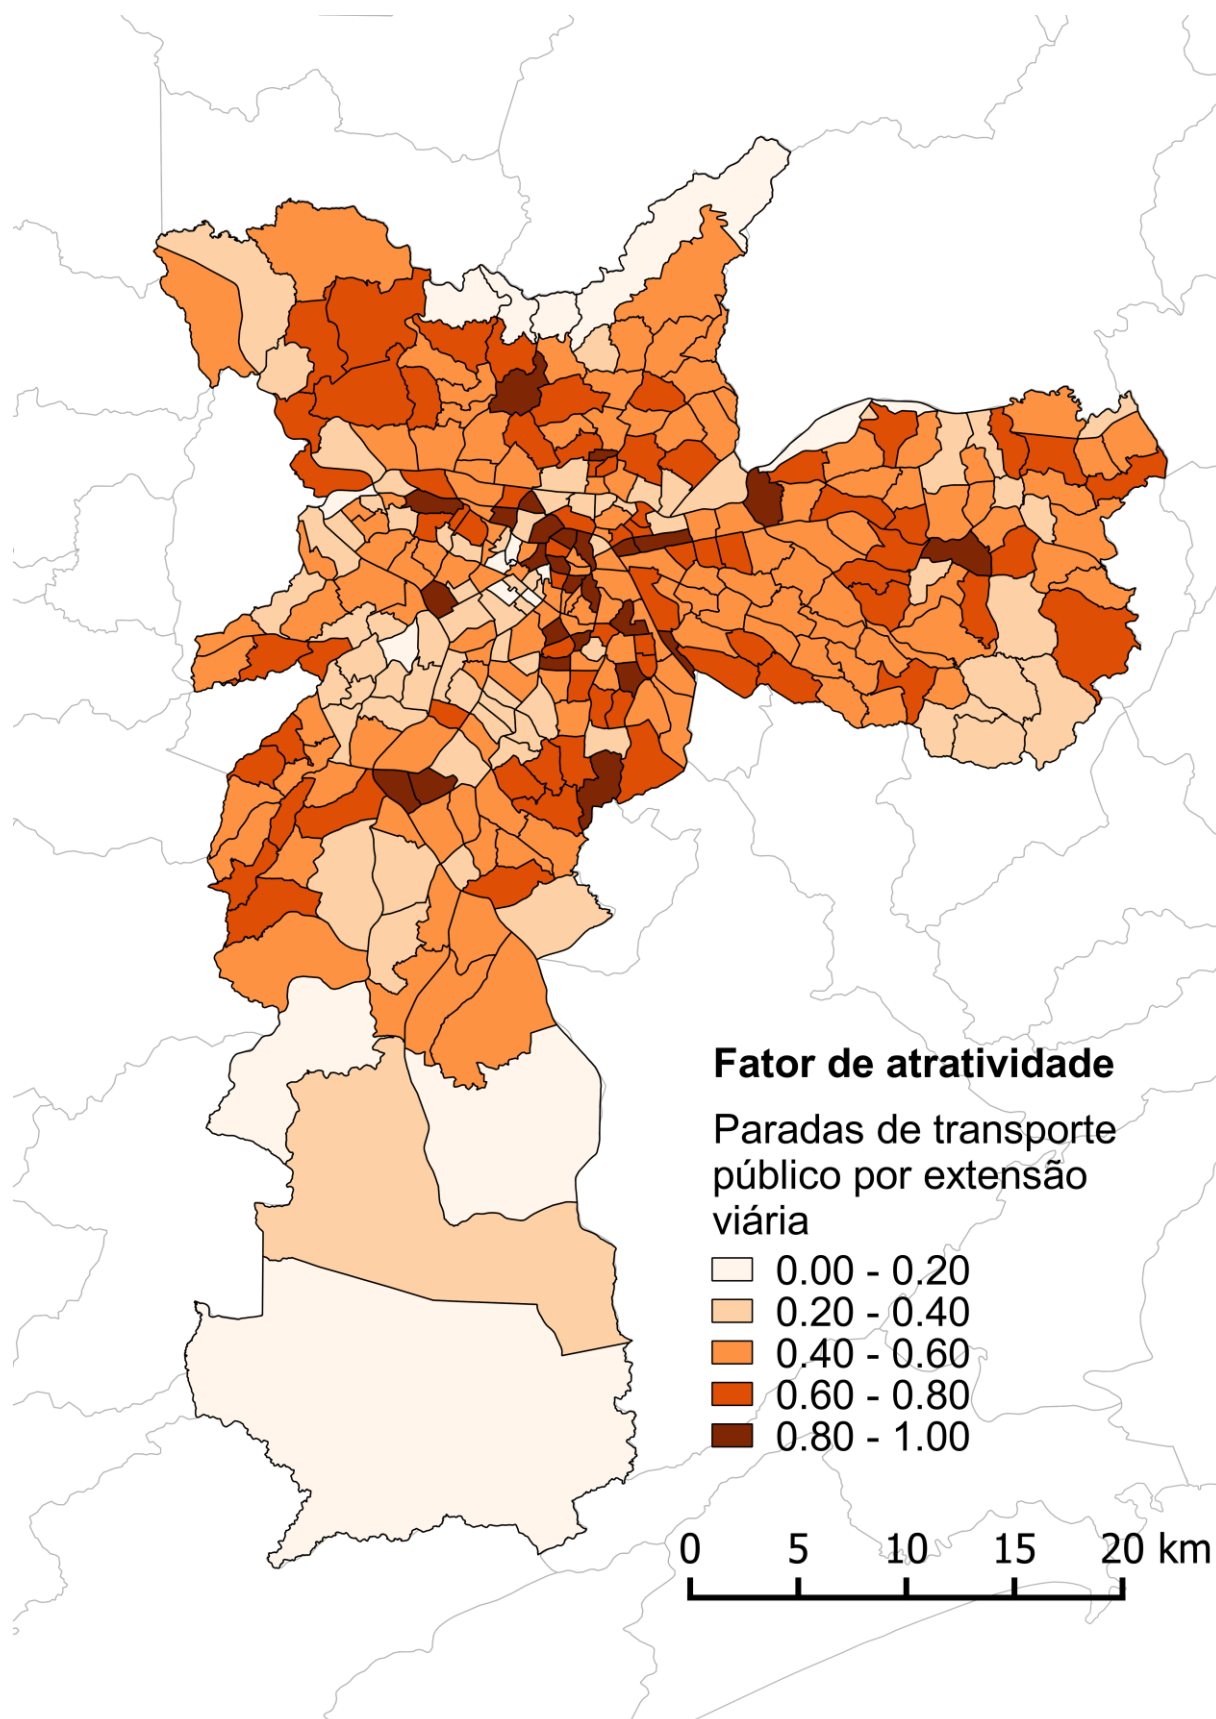 Fator de atratividade
Paradas de transporte
público por extensão
viária
0.00 - 0.20
0.20 - 0.40
0.40 - 0.60
0.60 - 0.80
0.80 - 1.00
0 5 10 15 20 km